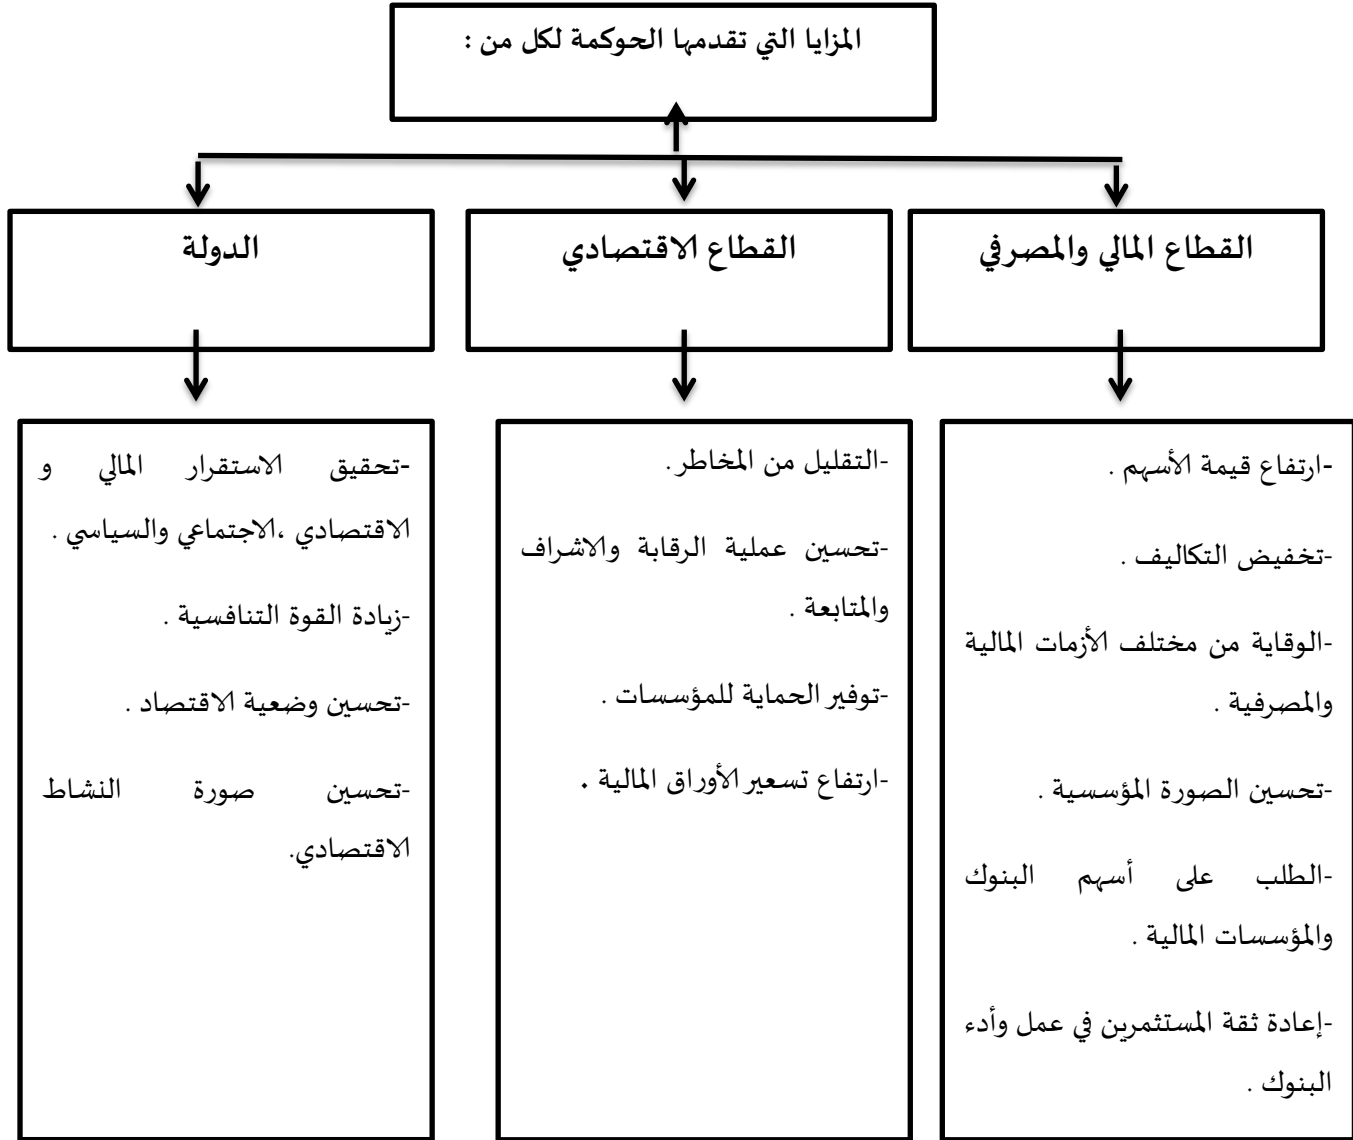 المزايا التي تقدمها الحوكمة لكل من :
القطاع المالي والمصرفي
القطاع الاقتصادي
الدولة
-ارتفاع قيمة الأسهم .
-تخفيض التكاليف .
-الوقاية من مختلف الأزمات المالية
والمصرفية .
-تحسين الصورة المؤسسية .
-الطلب على أسهم البنوك
والمؤسسات المالية .
-إعادة ثقة المستثمرين في عمل وأدء
البنوك .
-التقليل من المخاطر .
-تحسين عملية الرقابة والاشراف
والمتابعة .
-توفير الحماية للمؤسسات .
-ارتفاع تسعير الأوراق المالية .
-تحقيق الاستقرار المالي و
الاقتصادي ،الاجتماعي والسياسي .
-زيادة القوة التنافسية .
-تحسين وضعية الاقتصاد .
-تحسين صورة النشاط
الاقتصادي.